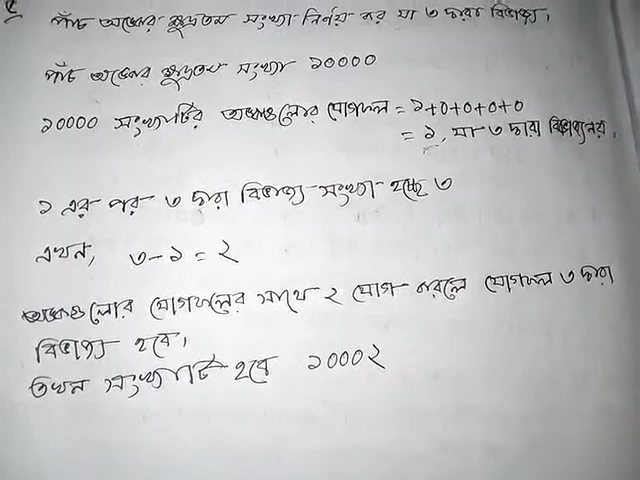 ৫ পাঁচ অঙ্কের ক্ষুদ্রতম সংখ্যা নির্ণয় কর যা ৩ দ্বারা বিভাজ্য।
পাঁচ অঙ্কের ক্ষুদ্রতম সংখ্যা ১০০০০
১০০০০ সংখ্যাটির অঙ্কগুলোর যোগফল = ১+০+০+০+০
= ১, যা ৩ দ্বারা বিভাজ্য নয়,
১ এর পর ৩ দ্বারা বিভাজ্য সংখ্যা হচ্ছে ৩
এখন, ৩-১ = ২
অঙ্কগুলোর যোগফলের সাথে ২ যোগ করলে যোগফল ৩ দ্বারা
বিভাজ্য হবে।
তখন সংখ্যাটি হবে ১০০০২